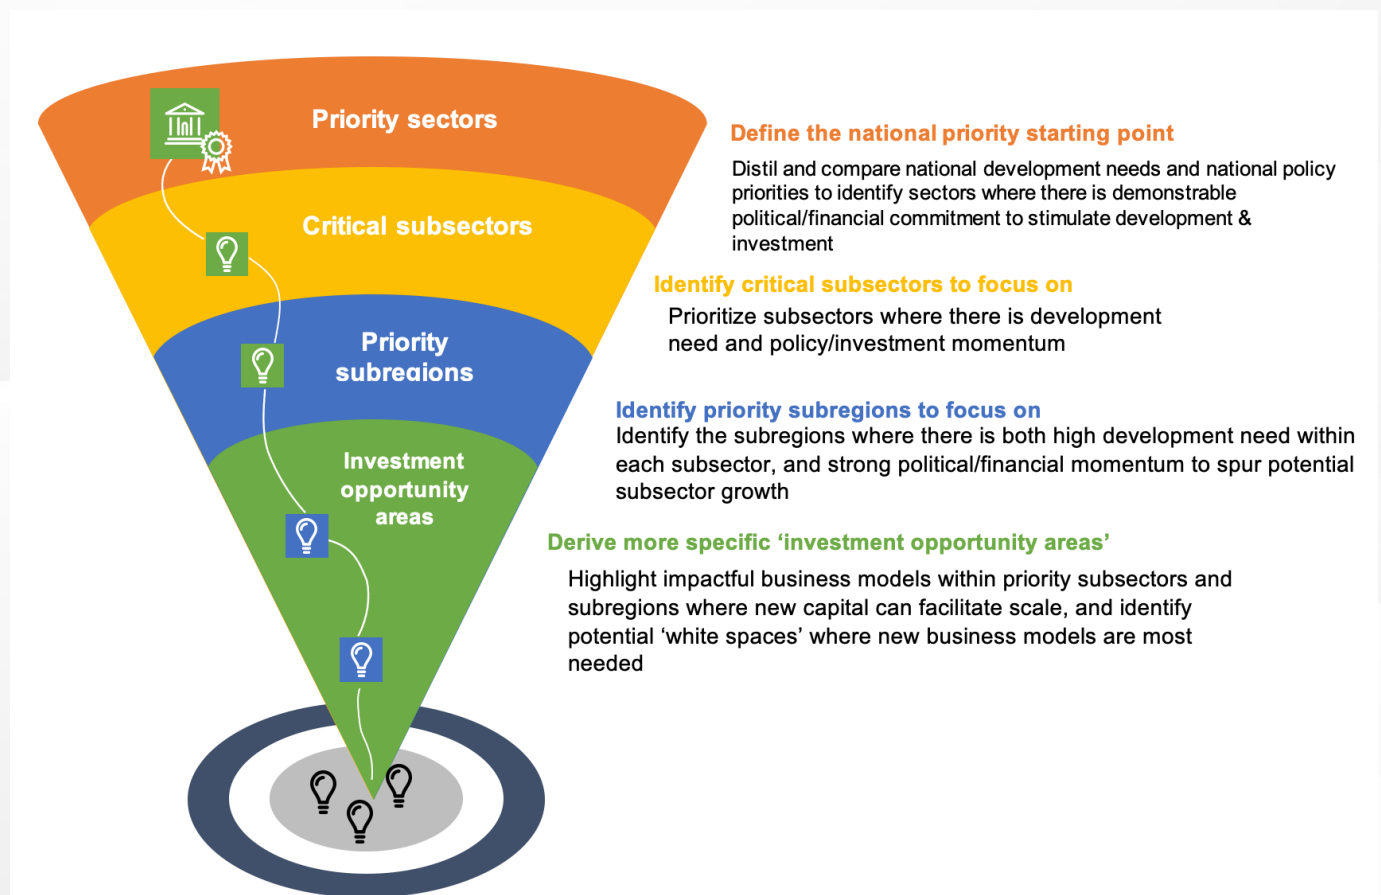 Priority sectors
Define the national priority starting point
Distil and compare national development needs and national policy
priorities to identify sectors where there is demonstrable
political/financial commitment to stimulate development &
investment
Critical subsectors
Identify critical subsectors to focus on
Prioritize subsectors where there is development
need and policy/investment momentum
Priority
subregions
Identify priority subregions to focus on
Identify the subregions where there is both high development need within
each subsector, and strong political/financial momentum to spur potential
subsector growth
Investment
opportunity
areas
Derive more specific ‘investment opportunity areas’
Highlight impactful business models within priority subsectors and
subregions where new capital can facilitate scale, and identify
potential ‘white spaces’ where new business models are most
needed